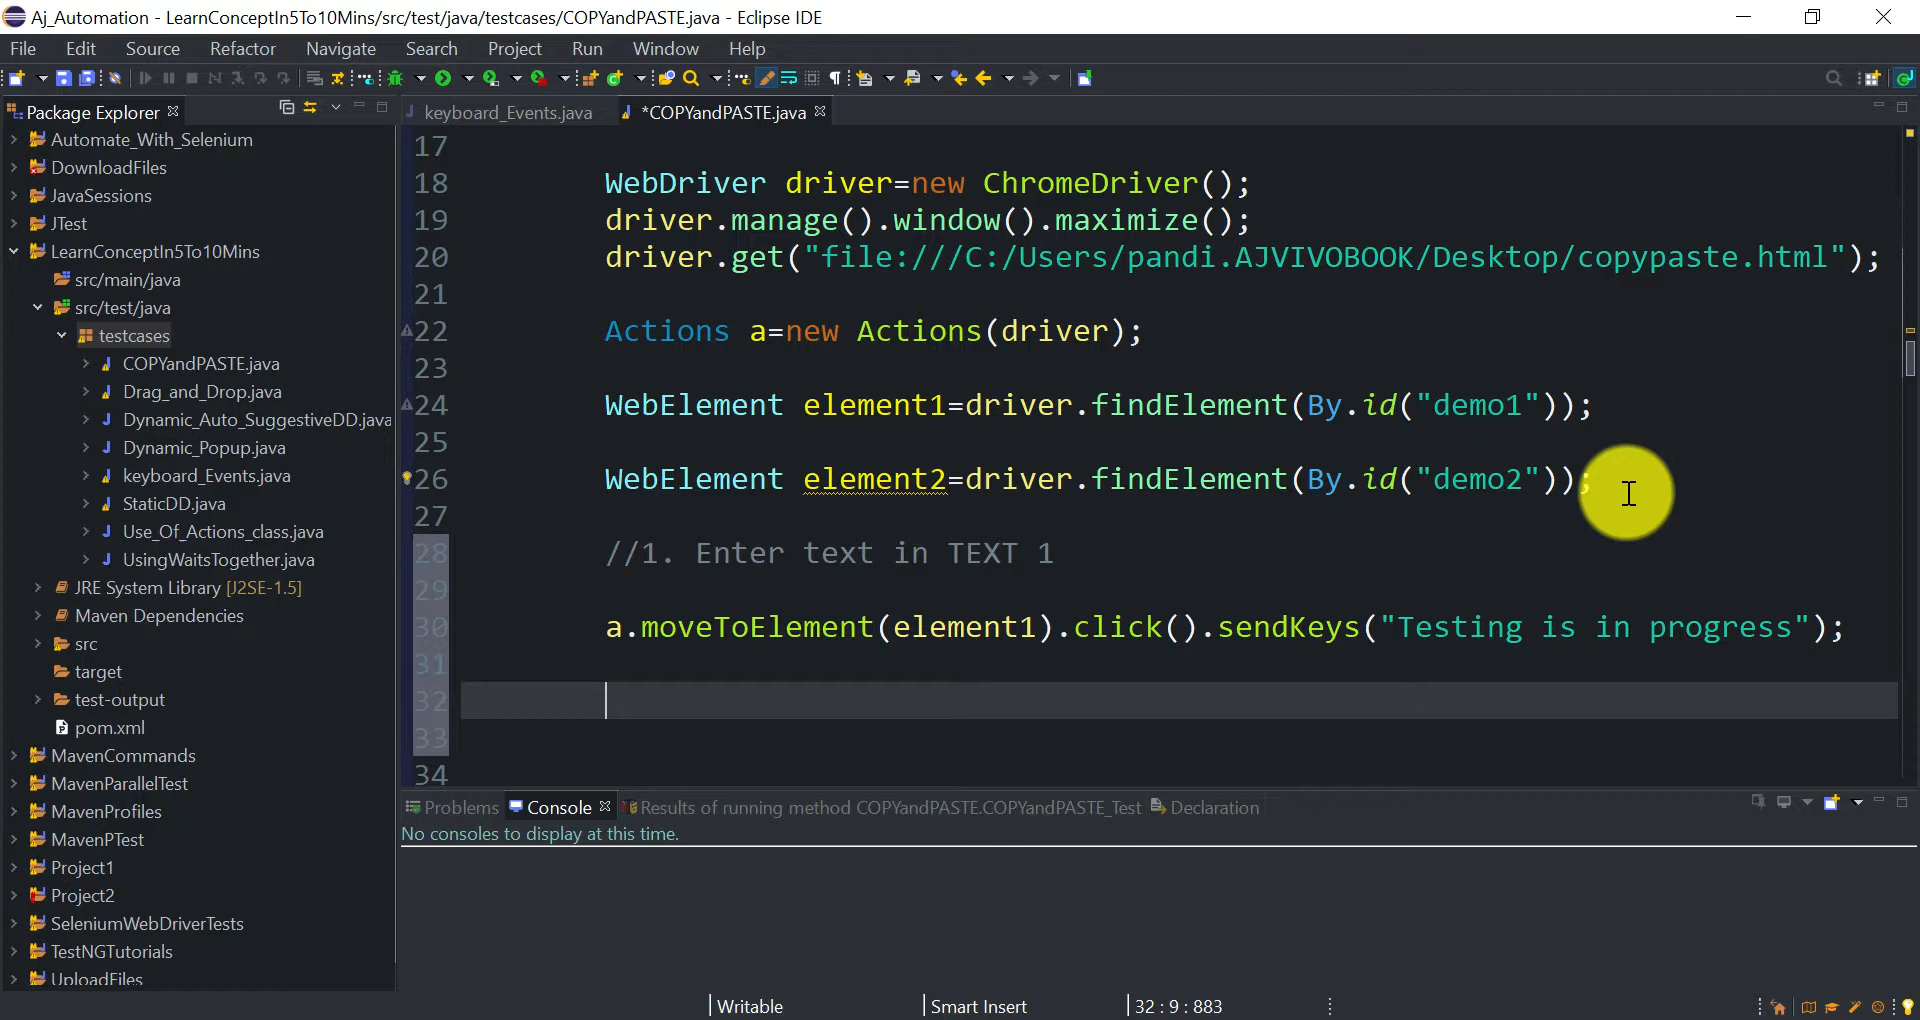 Aj_Automation - LearnConceptIn5To10Mins/src/test/java/testcases/COPYandPASTE.java - Eclipse IDE
File Edit Source Refactor Navigate Search Project Run Window Help
Package Explorer
keyboard_Events.java
*COPYandPASTE.java
Automate_With_Selenium
DownloadFiles
JavaSessions
JTest
LearnConceptIn5To10Mins
src/main/java
src/test/java
testcases
COPYandPASTE.java
Drag_and_Drop.java
Dynamic_Auto_SuggestiveDD.java
Dynamic_Popup.java
keyboard_Events.java
StaticDD.java
Use_Of_Actions_class.java
UsingWaitsTogether.java
JRE System Library [J2SE-1.5]
Maven Dependencies
src
target
test-output
pom.xml
MavenCommands
MavenParallelTest
MavenProfiles
MavenPTest
Project1
Project2
SeleniumWebDriverTests
TestNGTutorials
UploadFiles
17
18 WebDriver driver=new ChromeDriver();
19 driver.manage().window().maximize();
20 driver.get("file:///C:/Users/pandi.AJVIVOBOOK/Desktop/copypaste.html");
21
22 Actions a=new Actions(driver);
23
24 WebElement element1=driver.findElement(By.id("demo1"));
25
26 WebElement element2=driver.findElement(By.id("demo2"));
27
28 //1. Enter text in TEXT 1
29
30 a.moveToElement(element1).click().sendKeys("Testing is in progress");
31
32
33
34
Problems Console Results of running method COPYandPASTE.COPYandPASTE_Test Declaration
No consoles to display at this time.
Writable Smart Insert 32 : 9 : 883